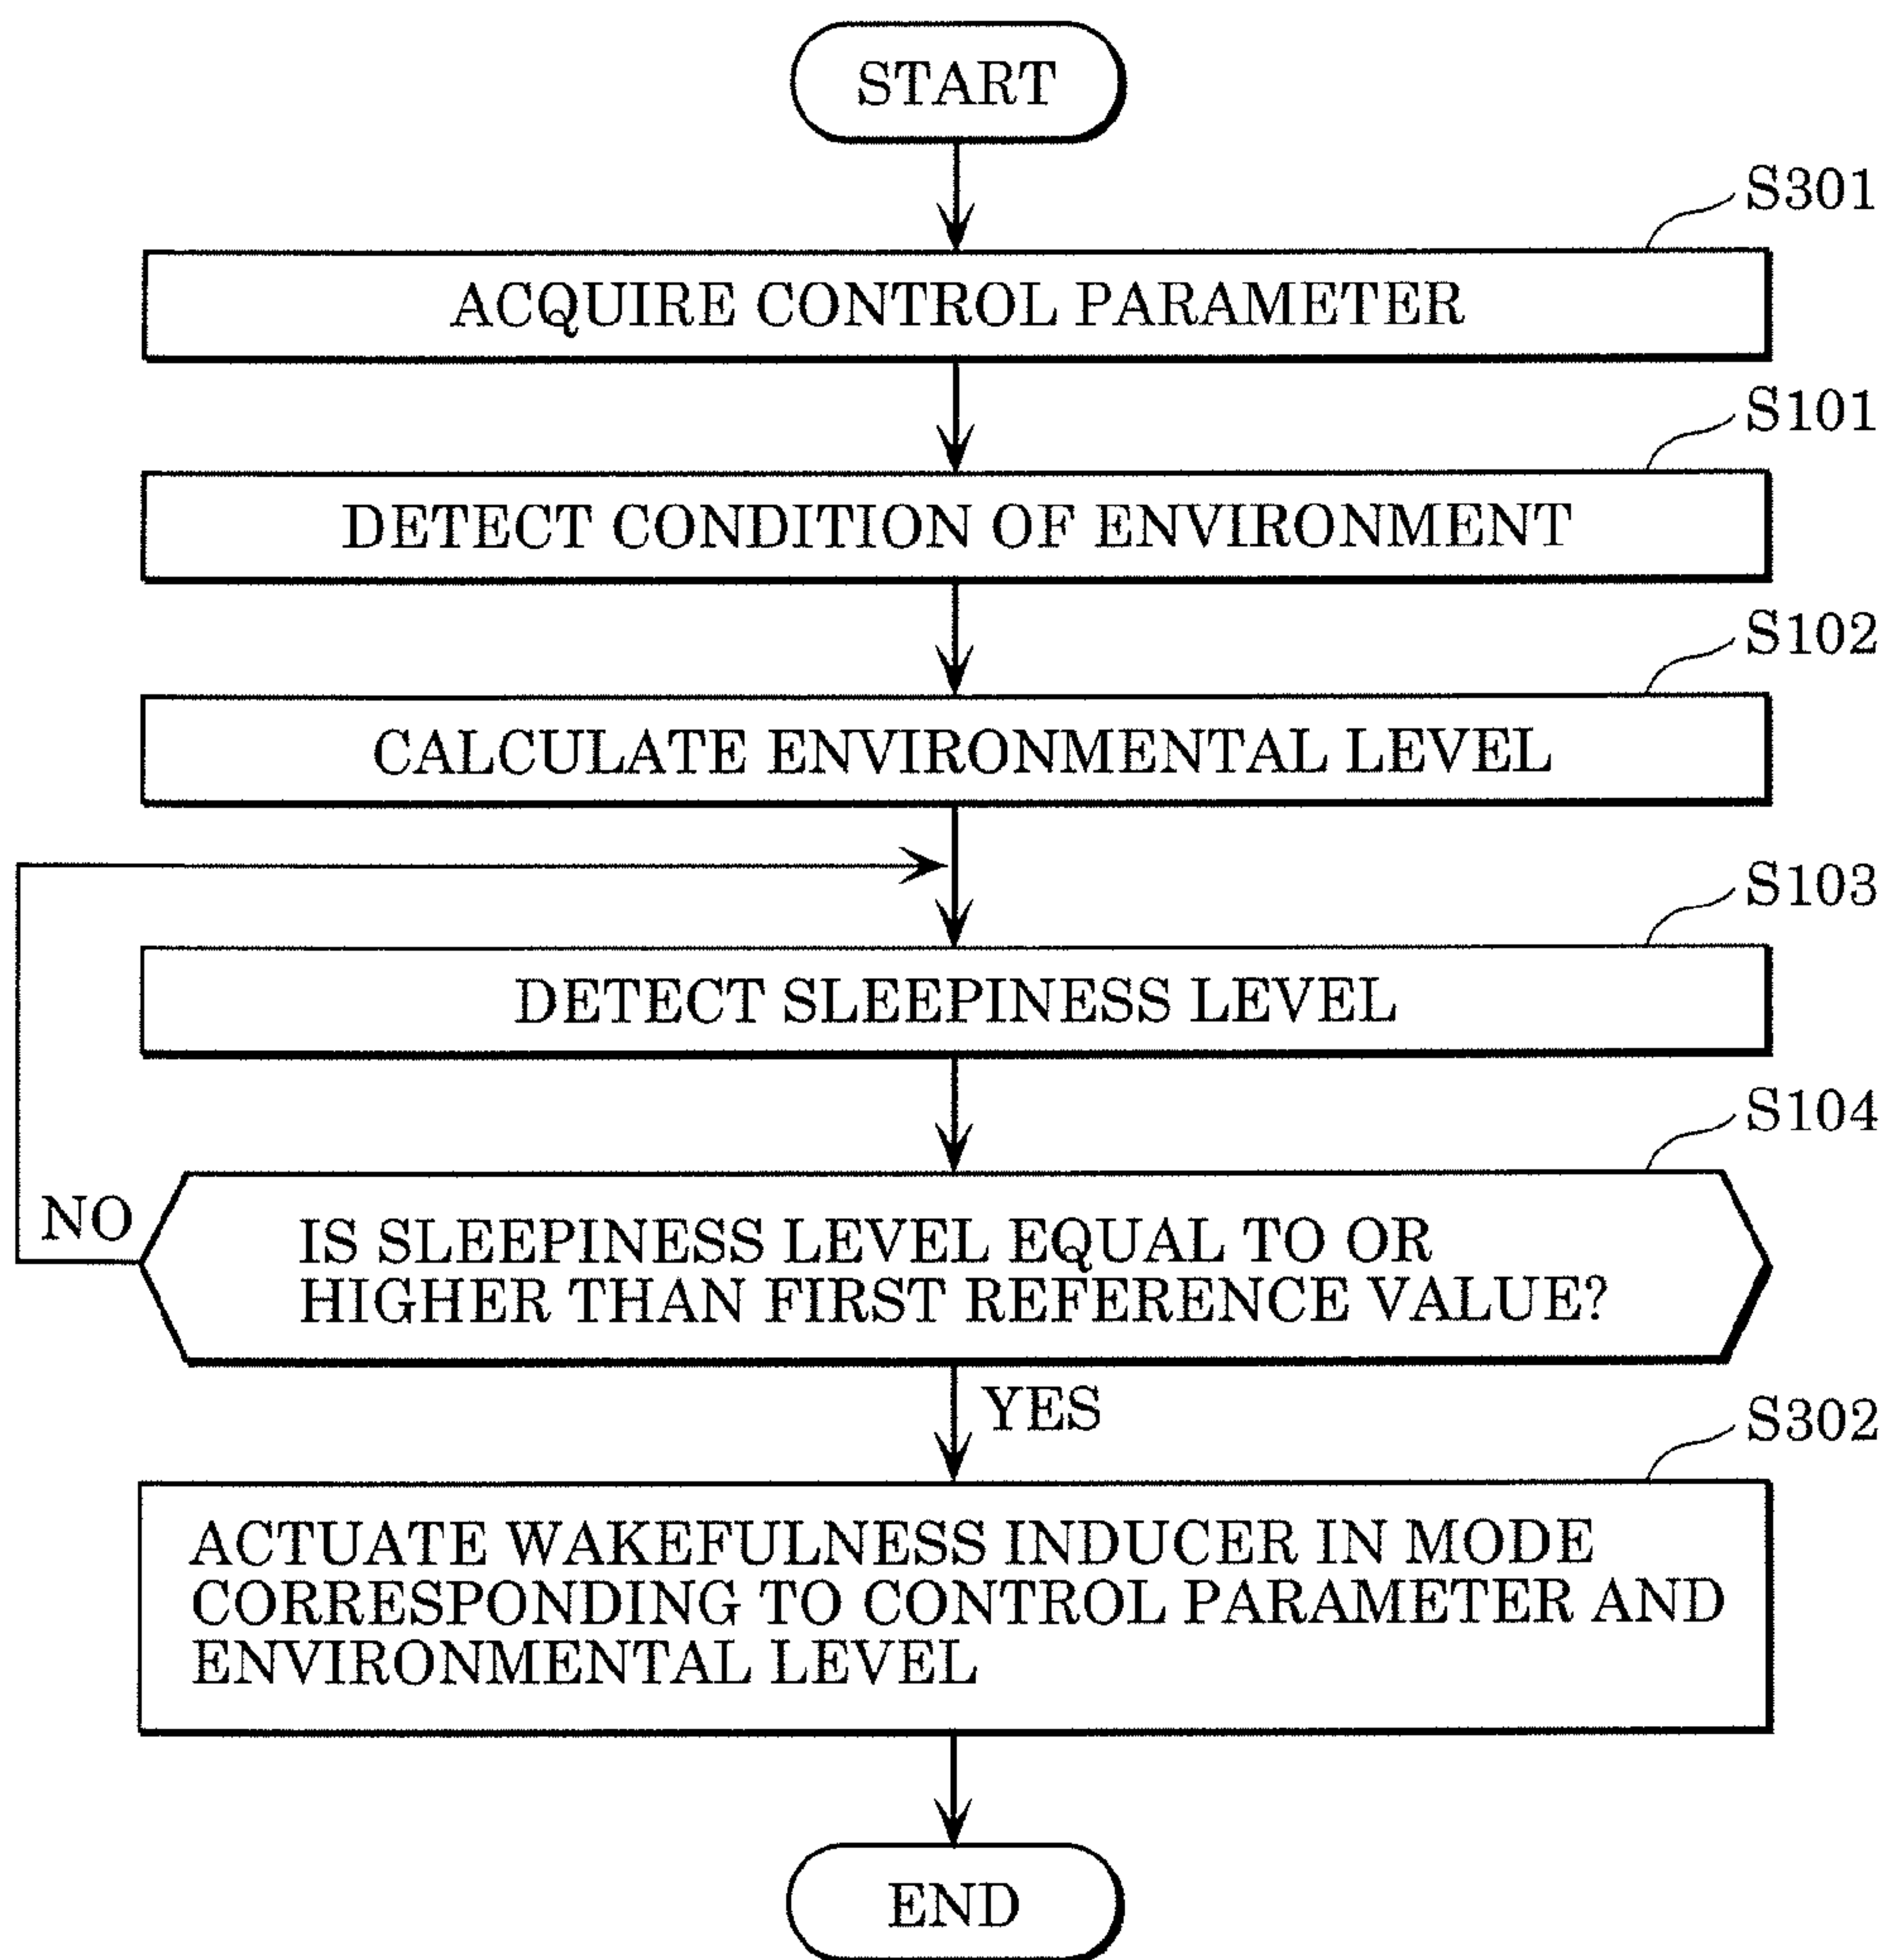 START
S301
ACQUIRE CONTROL PARAMETER
S101
DETECT CONDITION OF ENVIRONMENT
S102
CALCULATE ENVIRONMENTAL LEVEL
S103
DETECT SLEEPINESS LEVEL
S104
NO
IS SLEEPINESS LEVEL EQUAL TO OR
HIGHER THAN FIRST REFERENCE VALUE?
YES
S302
ACTUATE WAKEFULNESS INDUCER IN MODE
CORRESPONDING TO CONTROL PARAMETER AND
ENVIRONMENTAL LEVEL
END